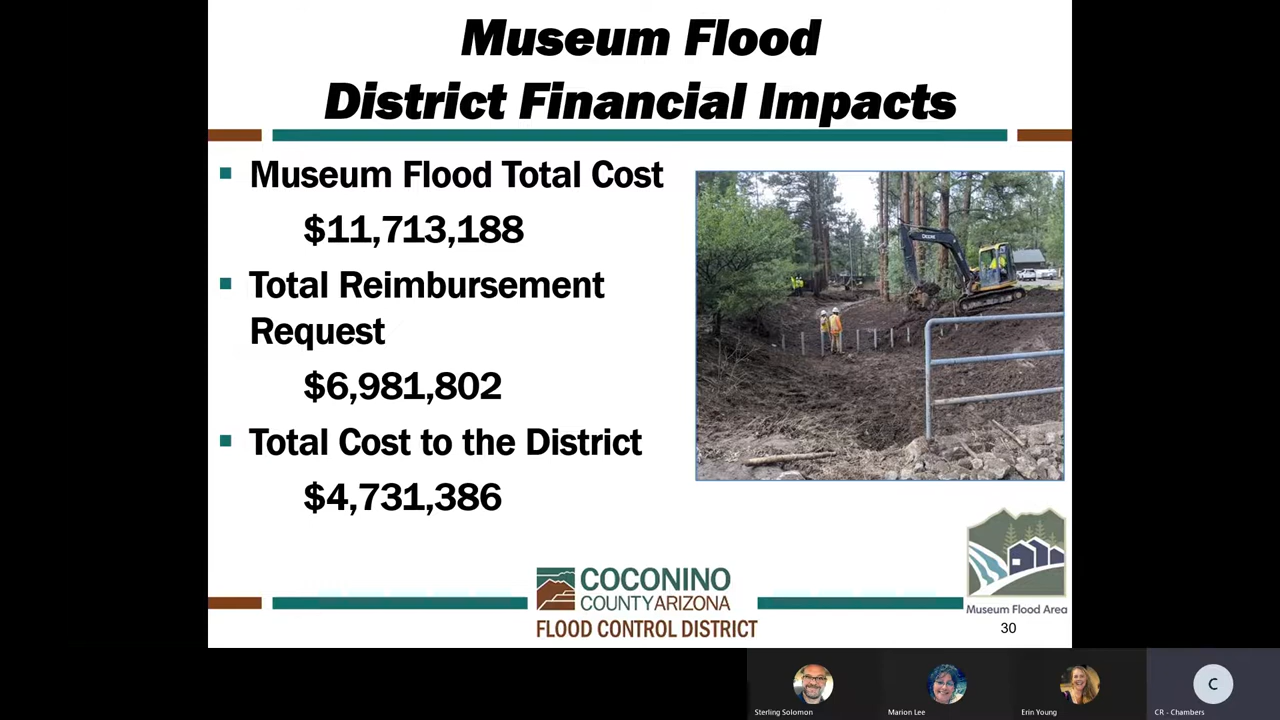 Museum Flood
District Financial Impacts
▪ Museum Flood Total Cost
$11,713,188
▪ Total Reimbursement
Request
$6,981,802
▪ Total Cost to the District
$4,731,386
DEERE
COCONINO
COUNTY ARIZONA
FLOOD CONTROL DISTRICT
Museum Flood Area
30
Sterling Solomon
Marion Lee
Erin Young
C
CR - Chambers